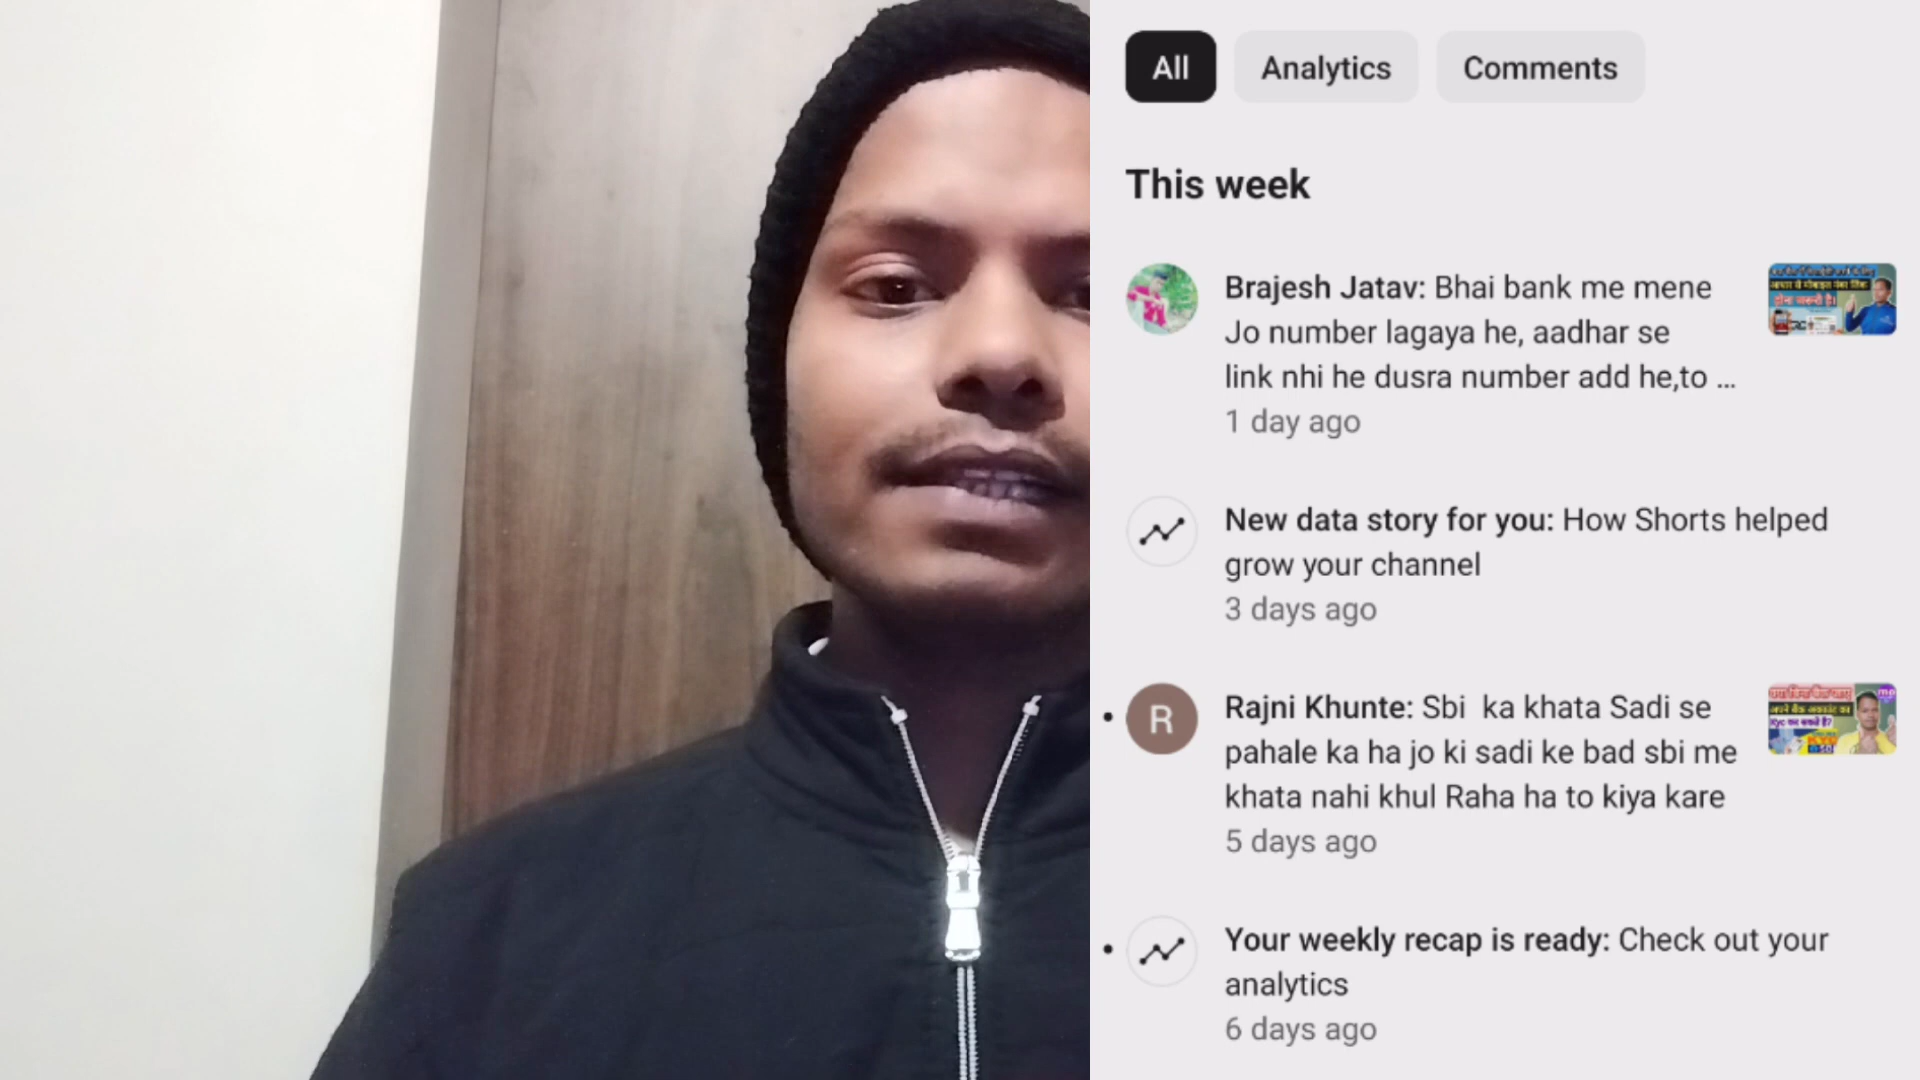 All
Analytics
Comments
This week
Brajesh Jatav: Bhai bank me mene
Jo number lagaya he, aadhar se
link nhi he dusra number add he,to ...
1 day ago
New data story for you: How Shorts helped
grow your channel
3 days ago
R
Rajni Khunte: Sbi ka khata Sadi se
pahale ka ha jo ki sadi ke bad sbi me
khata nahi khul Raha ha to kiya kare
5 days ago
Your weekly recap is ready: Check out your
analytics
6 days ago